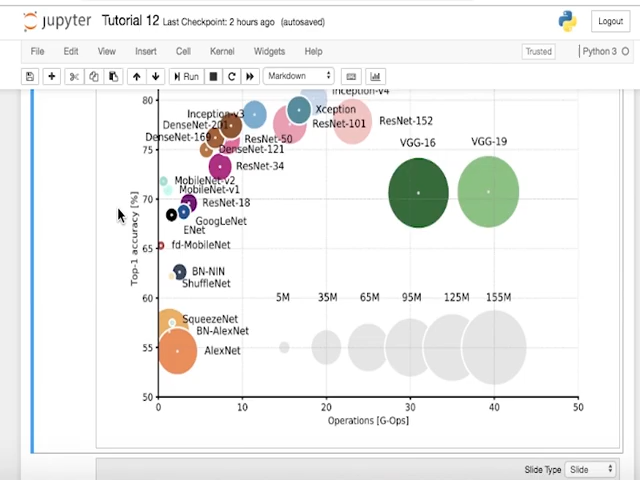 jupyter Tutorial 12 Last Checkpoint: 2 hours ago (autosaved) Logout
File Edit View Insert Cell Kernel Widgets Help Trusted Python 3
Run Markdown
Inception-v4
80
Inception-v3 Xception
DenseNet-201 ResNet-101 ResNet-152
DenseNet-169 ResNet-50 VGG-16 VGG-19
75 DenseNet-121
ResNet-34
MobileNet-v2
MobileNet-v1
70 ResNet-18
GoogLeNet
ENet
Top-1 accuracy [%]
65 fd-MobileNet
BN-NIN
ShuffleNet
60 5M 35M 65M 95M 125M 155M
SqueezeNet
BN-AlexNet
55 AlexNet
50
0 10 20 30 40 50
Operations [G-Ops]
Slide Type Slide